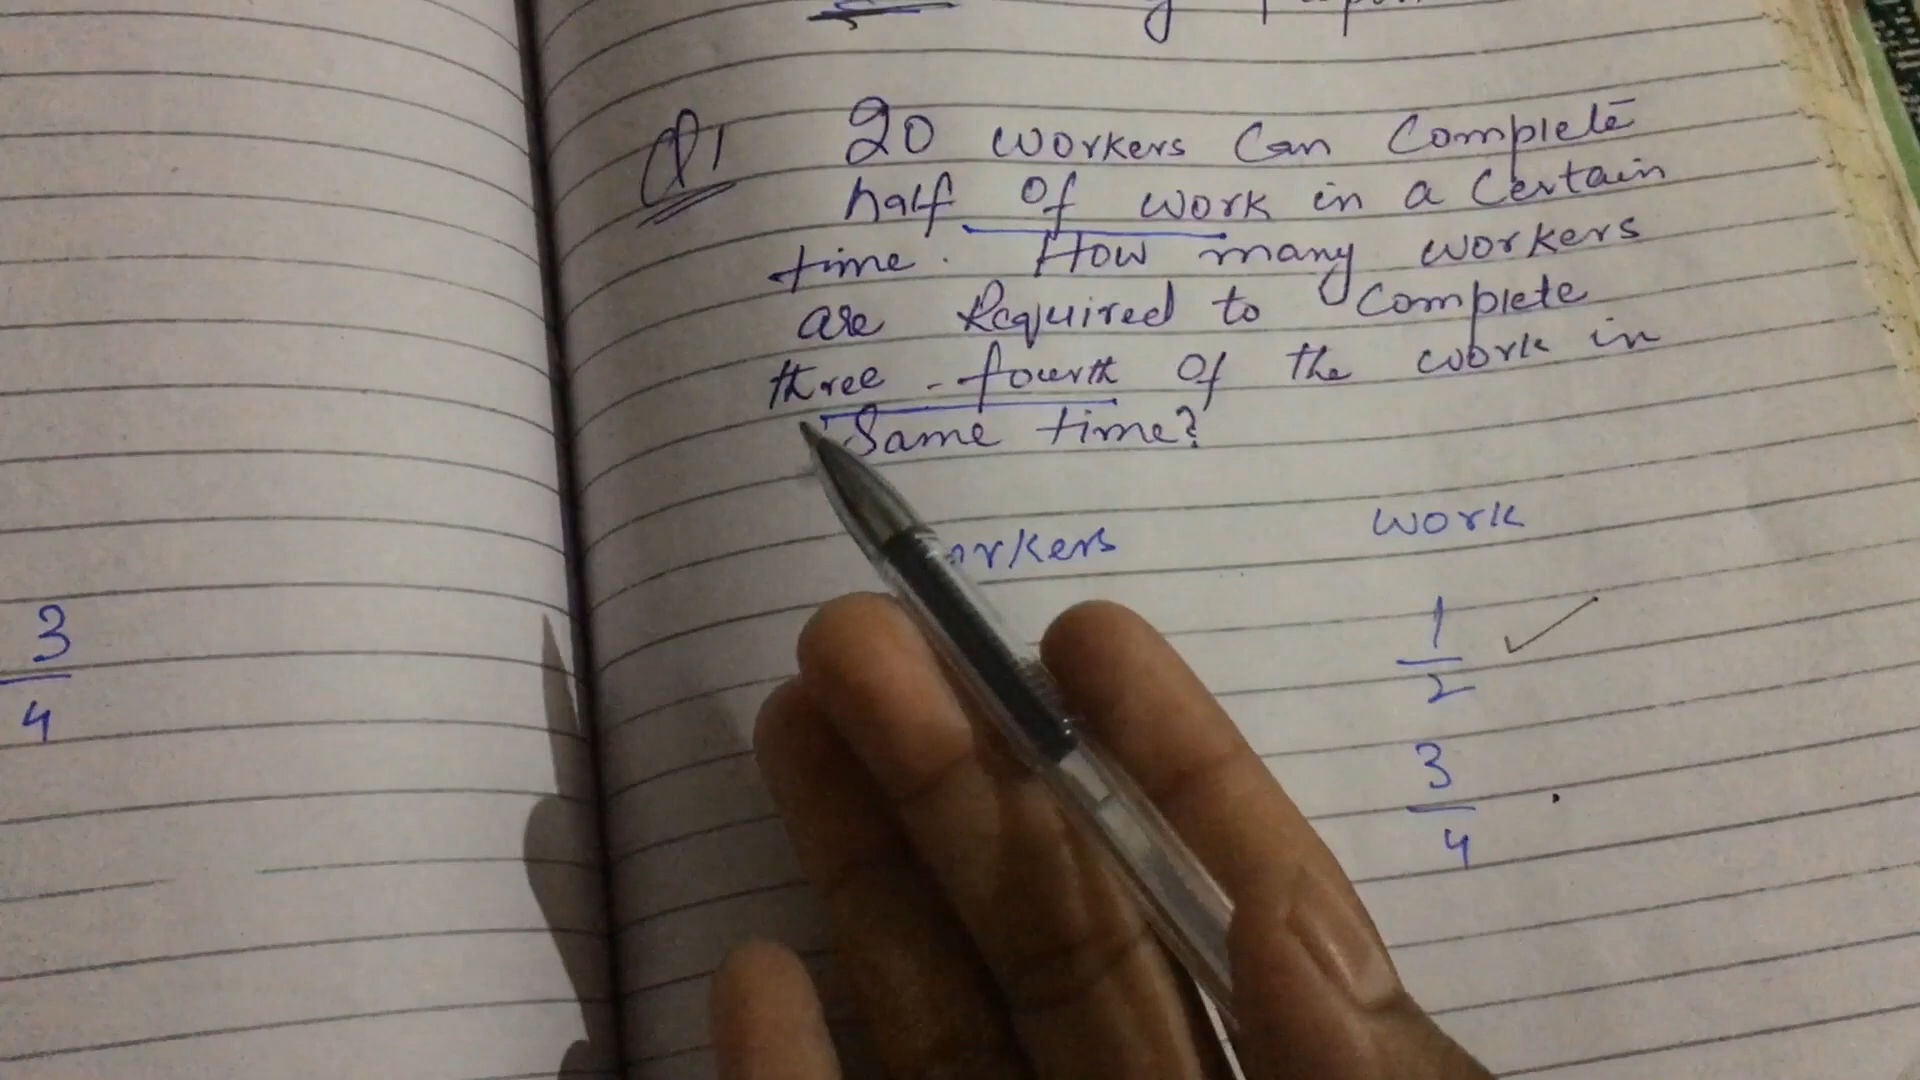 3
4
Q1 20 workers Can Complete
half of work in a Certain
time. How many workers
are Required to Complete
three-fourth of the work in
Same time?
work
1
2
3
4